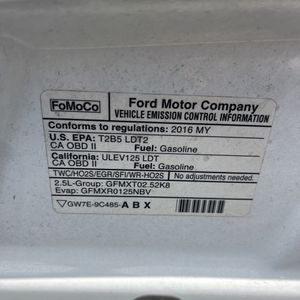 FoMoCo
Ford Motor Company
VEHICLE EMISSION CONTROL INFORMATION
Conforms to regulations: 2016 MY
U.S. EPA: T2B5 LDT2
CA OBD II Fuel: Gasoline
California: ULEV125 LDT
CA OBD II Fuel: Gasoline
TWC/HO2S/EGR/SFI/WR-HO2S No adjustments needed.
2.5L-Group: GFMXT02.52K8
Evap: GFMXR0125NBV
GW7E-9C485-A B X